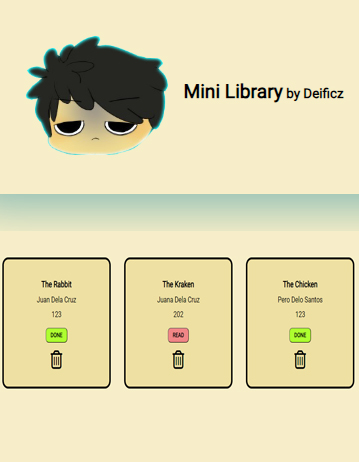 Mini Library by Deificz
The Rabbit
Juan Dela Cruz
123
DONE
The Kraken
Juana Dela Cruz
202
READ
The Chicken
Pero Delo Santos
123
DONE